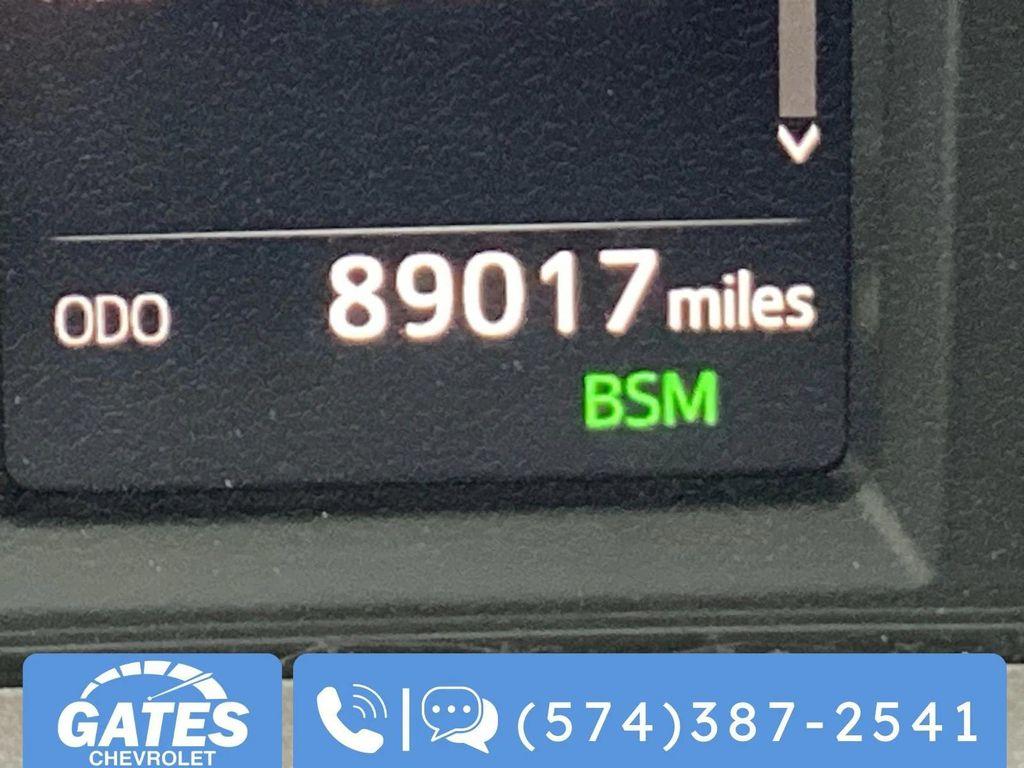 ODO 89017 miles
BSM
GATES
CHEVROLET
(574)387-2541